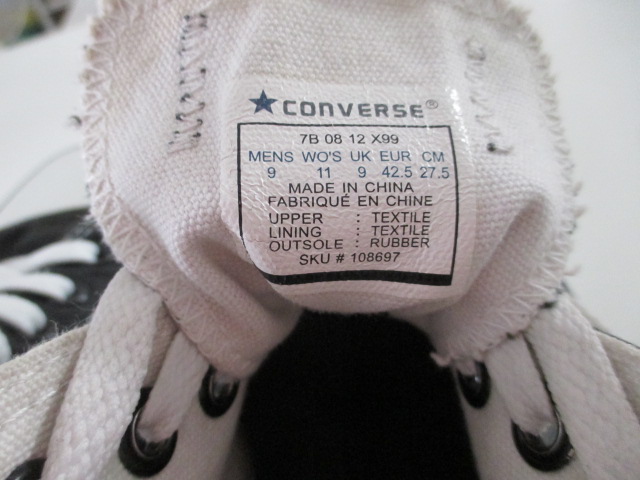 CONVERSE®
7B 08 12 X99
MENS WO'S UK EUR CM
9 11 9 42.5 27.5
MADE IN CHINA
FABRIQUÉ EN CHINE
UPPER : TEXTILE
LINING : TEXTILE
OUTSOLE : RUBBER
SKU # 108697